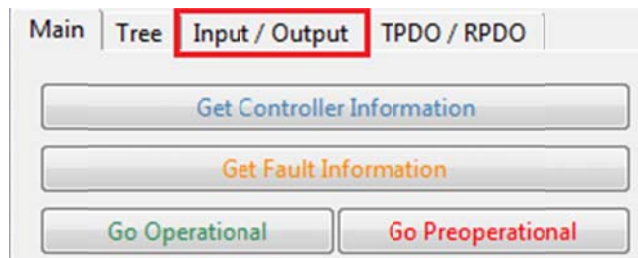 Main Tree Input / Output TPDO / RPDO
Get Controller Information
Get Fault Information
Go Operational Go Preoperational